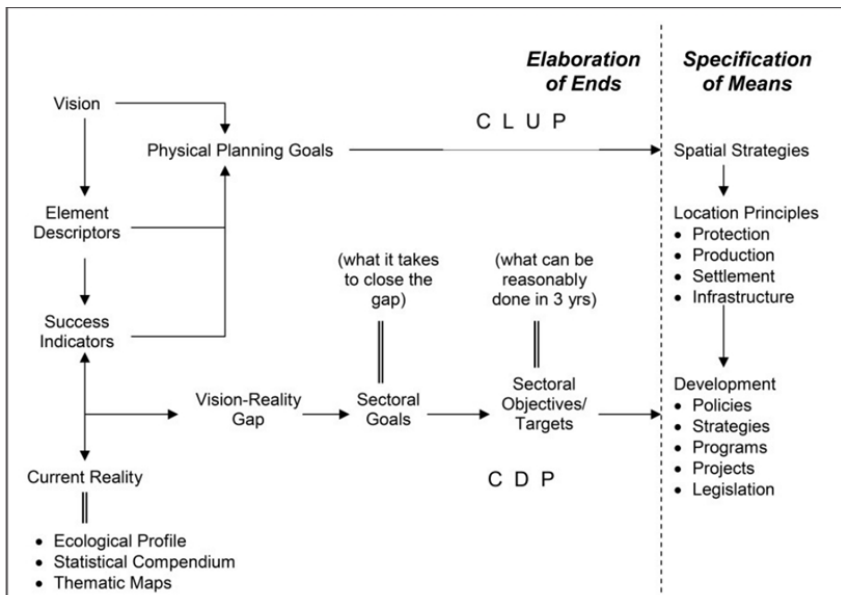 Elaboration
of Ends
Specification
of Means
Vision
C L U P
Physical Planning Goals
Spatial Strategies
Element
Descriptors
Location Principles
• Protection
• Production
• Settlement
• Infrastructure
(what it takes
to close the
gap)
(what can be
reasonably
done in 3 yrs)
Success
Indicators
Vision-Reality
Gap
Sectoral
Goals
Sectoral
Objectives/
Targets
Development
• Policies
• Strategies
• Programs
• Projects
• Legislation
Current Reality
C D P
• Ecological Profile
• Statistical Compendium
• Thematic Maps